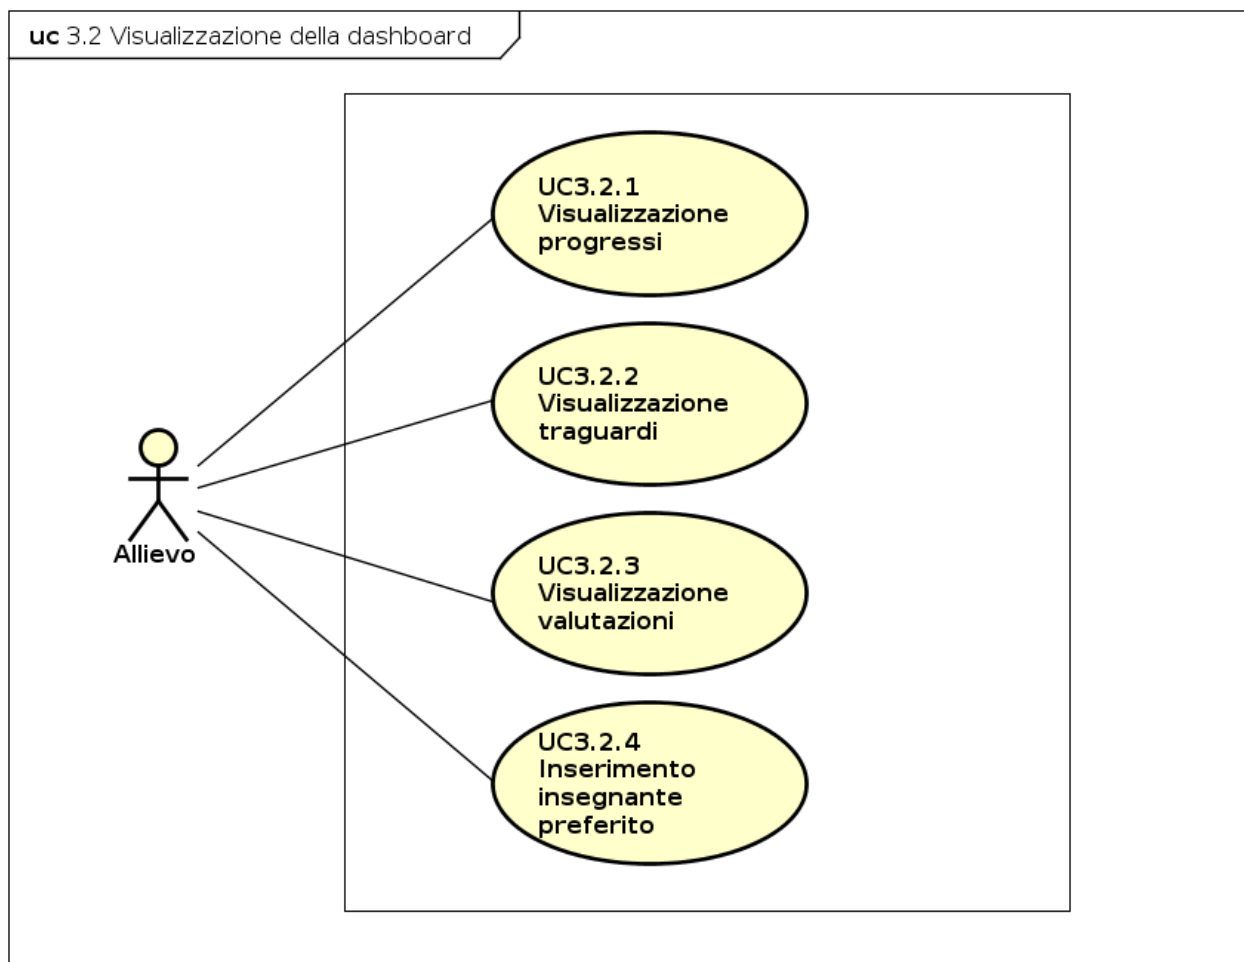 uc 3.2 Visualizzazione della dashboard
UC3.2.1
Visualizzazione
progressi
UC3.2.2
Visualizzazione
traguardi
Allievo
UC3.2.3
Visualizzazione
valutazioni
UC3.2.4
Inserimento
insegnante
preferito